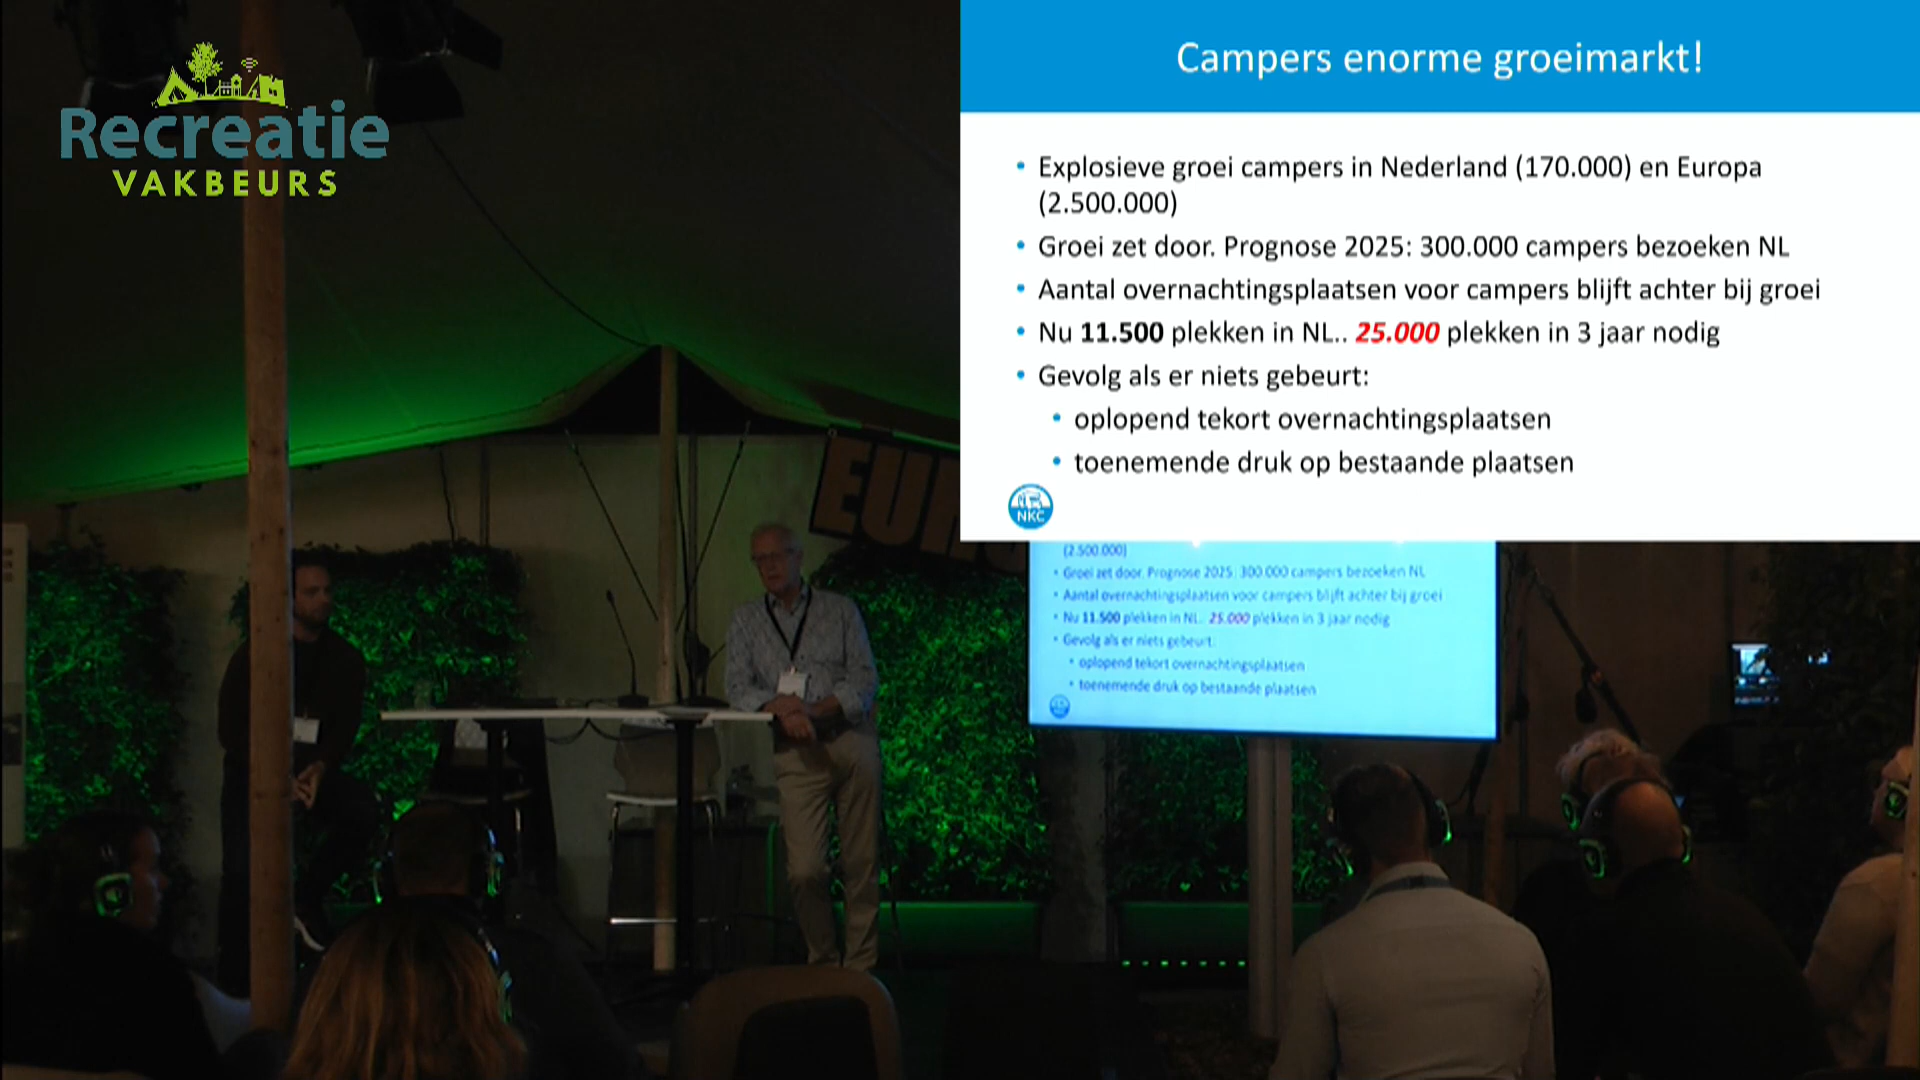 Recreatie
VAKBEURS
Campers enorme groeimarkt!
• Explosieve groei campers in Nederland (170.000) en Europa
(2.500.000)
• Groei zet door. Prognose 2025: 300.000 campers bezoeken NL
• Aantal overnachtingsplaatsen voor campers blijft achter bij groei
• Nu 11.500 plekken in NL.. 25.000 plekken in 3 jaar nodig
• Gevolg als er niets gebeurt:
• oplopend tekort overnachtingsplaatsen
• toenemende druk op bestaande plaatsen
NKC
EUR
(2.500.000)
• Groei zet door. Prognose 2025: 300.000 campers bezoeken NL
• Aantal overnachtingsplaatsen voor campers blijft achter bij groei
• Nu 11.500 plekken in NL.. 25.000 plekken in 3 jaar nodig
• Gevolg als er niets gebeurt:
• oplopend tekort overnachtingsplaatsen
• toenemende druk op bestaande plaatsen